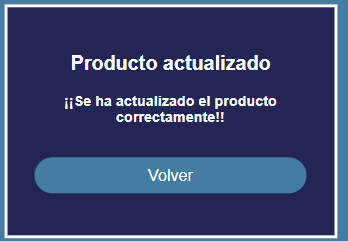 Producto actualizado
¡¡Se ha actualizado el producto
correctamente!!
Volver